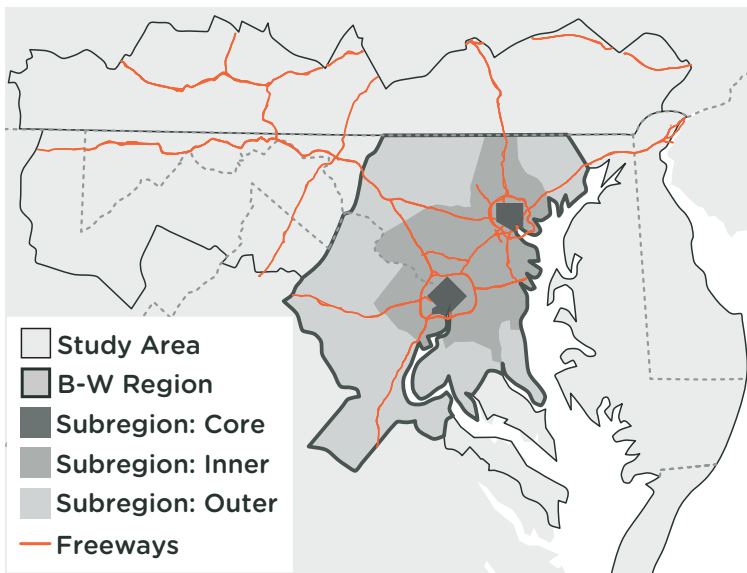 Study Area
B-W Region
Subregion: Core
Subregion: Inner
Subregion: Outer
Freeways